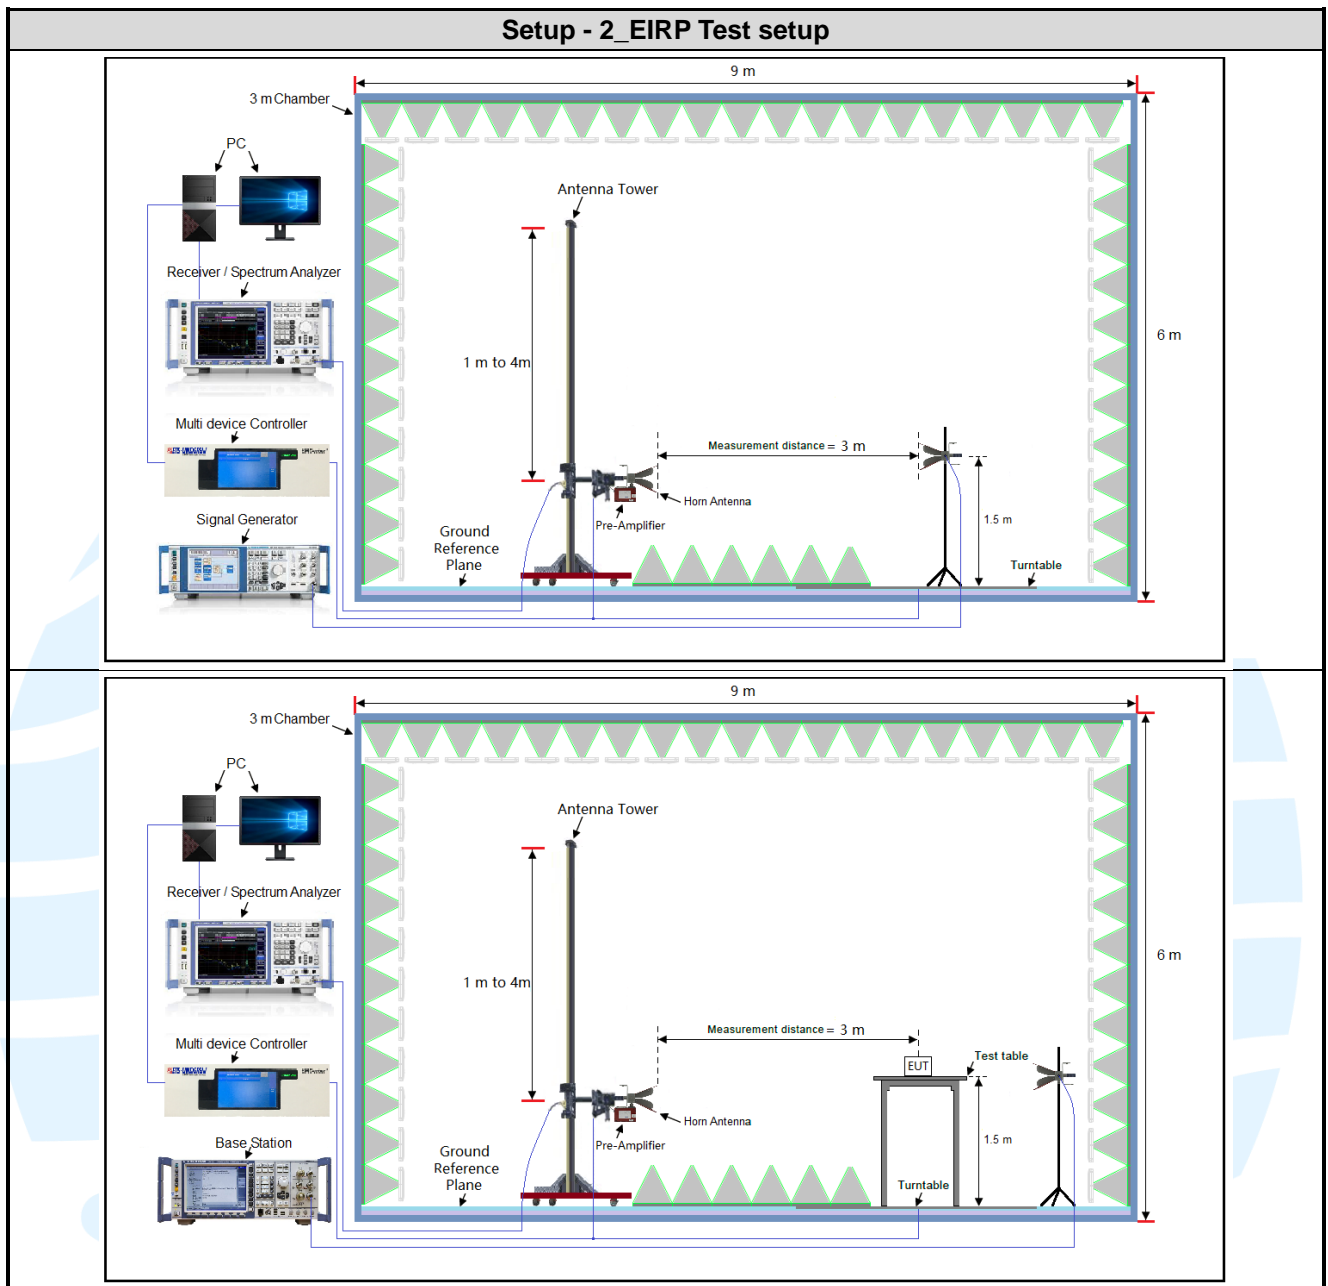 Setup - 2_EIRP Test setup
9 m
3 m Chamber
PC
Antenna Tower
Receiver / Spectrum Analyzer
6 m
1 m to 4m
Multi device Controller
Measurement distance = 3 m
Horn Antenna
Signal Generator
Pre-Amplifier
1.5 m
Ground
Reference
Plane
Turntable
9 m
3 m Chamber
PC
Antenna Tower
Receiver / Spectrum Analyzer
6 m
1 m to 4m
Measurement distance = 3 m
Multi device Controller
Test table
EUT
Horn Antenna
Base Station
Pre-Amplifier
1.5 m
Ground
Reference
Plane
Turntable